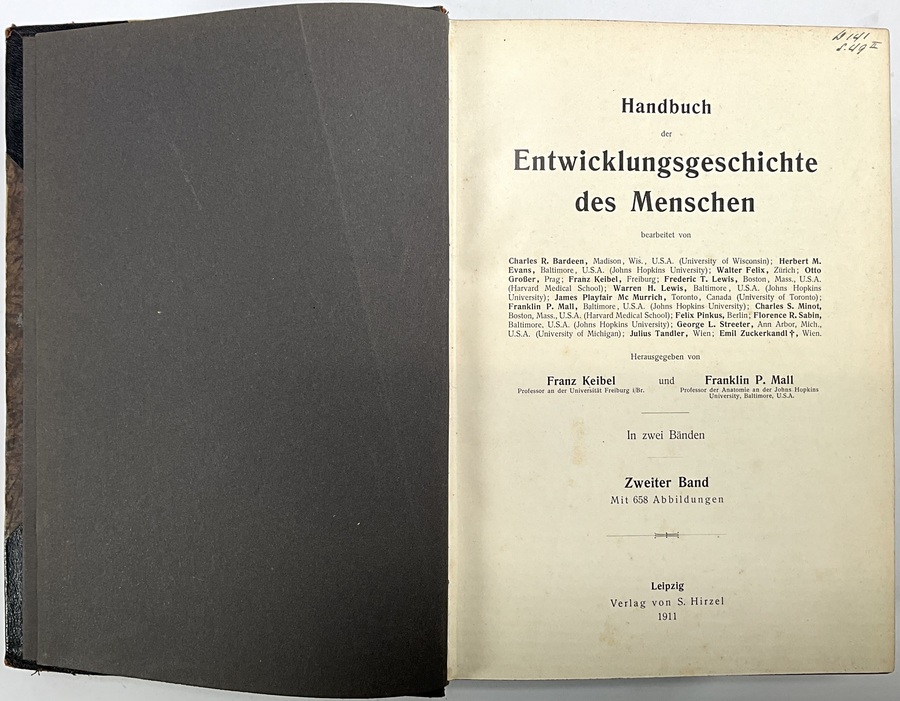 Handbuch
der
Entwicklungsgeschichte
des Menschen
bearbeitet von
Charles R. Bardeen, Madison, Wis., U.S.A. (University of Wisconsin); Herbert M.
Evans, Baltimore, U.S.A. (Johns Hopkins University); Walter Felix, Zürich; Otto
Großer, Prag; Franz Keibel, Freiburg; Frederic T. Lewis, Boston, Mass., U.S.A.
(Harvard Medical School); Warren H. Lewis, Baltimore, U.S.A. (Johns Hopkins
University); James Playfair Mc Murrich, Toronto, Canada (University of Toronto);
Franklin P. Mall, Baltimore, U.S.A. (Johns Hopkins University); Charles S. Minot,
Boston, Mass., U.S.A. (Harvard Medical School); Felix Pinkus, Berlin; Florence R. Sabin,
Baltimore, U.S.A. (Johns Hopkins University); George L. Streeter, Ann Arbor, Mich.,
U.S.A. (University of Michigan); Julius Tandler, Wien; Emil Zuckerkandl †, Wien.
Herausgegeben von
Franz Keibel und Franklin P. Mall
Professor an der Universität Freiburg i/Br. Professor der Anatomie an der Johns Hopkins
University, Baltimore, U.S.A.
In zwei Bänden
Zweiter Band
Mit 658 Abbildungen
Leipzig
Verlag von S. Hirzel
1911